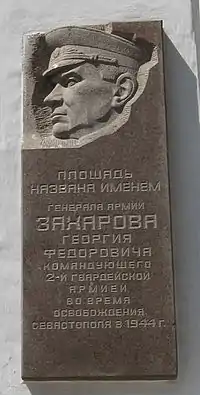 ПЛОЩАДЬ
НАЗВАНА ИМЕНЕМ
ГЕНЕРАЛА АРМИИ
ЗАХАРОВА
ГЕОРГИЯ
ФЕДОРОВИЧА
КОМАНДУЮЩЕГО
2-Й ГВАРДЕЙСКОЙ
АРМИЕЙ
ВО ВРЕМЯ
ОСВОБОЖДЕНИЯ
СЕВАСТОПОЛЯ В 1944 Г.